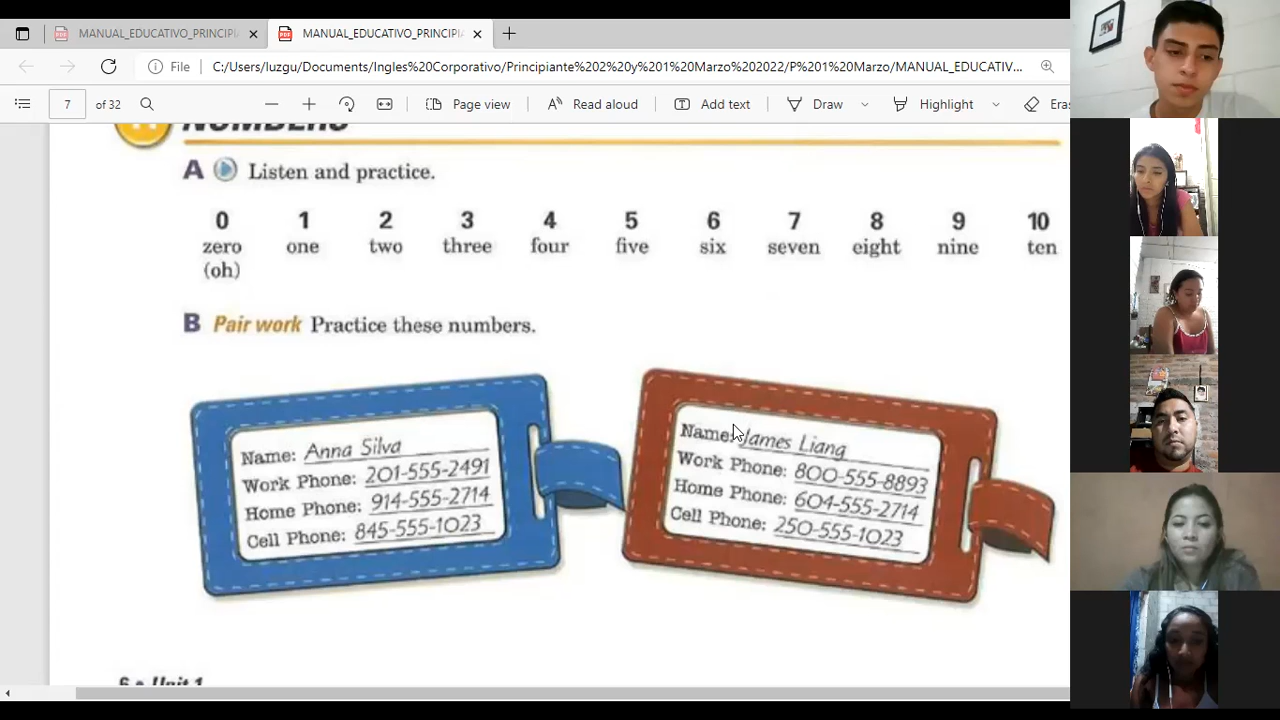 MANUAL_EDUCATIVO_PRINCIPI
MANUAL_EDUCATIVO_PRINCIPI
File C:/Users/luzgu/Documents/Ingles%20Corporativo/Principiante%202%20y%201%20Marzo%202022/P%201%20Marzo/MANUAL_EDUCATIV...
7 of 32 Page view Read aloud Add text Draw Highlight Eras
NUMBERS
A Listen and practice.
0 1 2 3 4 5 6 7 8 9 10
zero one two three four five six seven eight nine ten
(oh)
B Pair work Practice these numbers.
Name: Anna Silva
Work Phone: 201-555-2491
Home Phone: 914-555-2714
Cell Phone: 845-555-1023
Name: James Liang
Work Phone: 800-555-8893
Home Phone: 604-555-2714
Cell Phone: 250-555-1023
6 • Unit 1